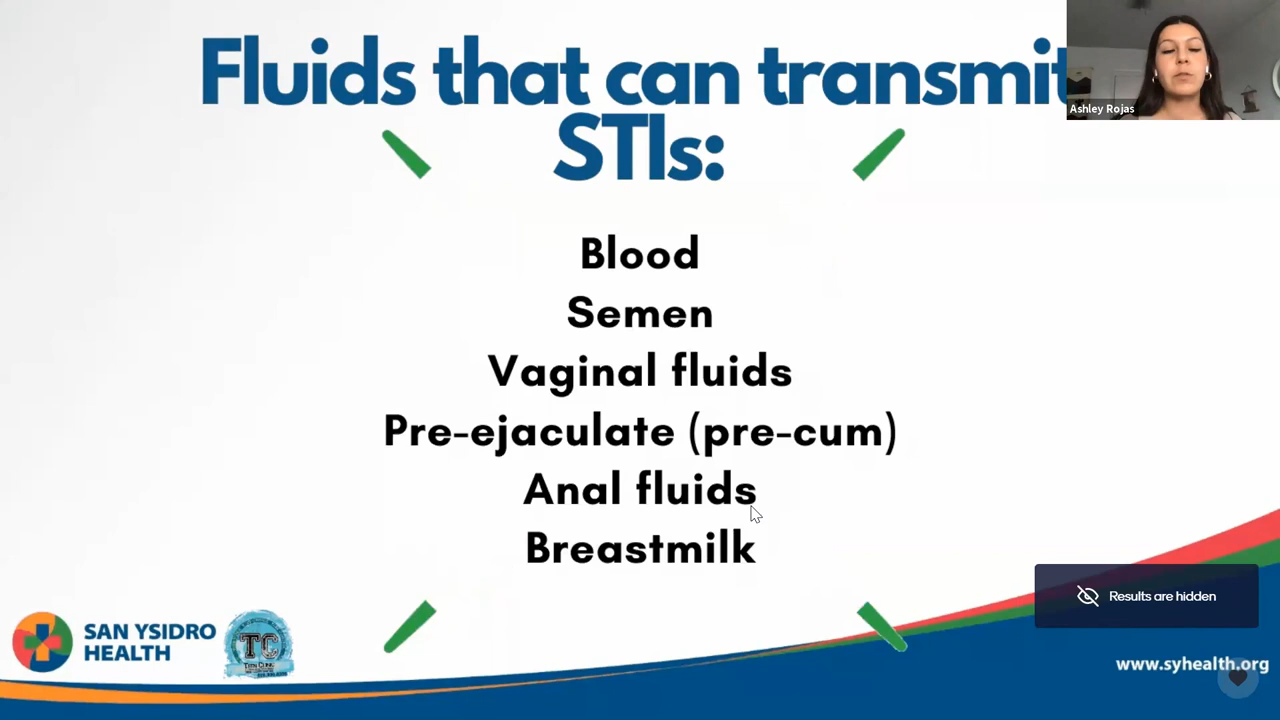 Fluids that can transmit
STIs:
Ashley Rojas
Blood
Semen
Vaginal fluids
Pre-ejaculate (pre-cum)
Anal fluids
Breastmilk
Results are hidden
SAN YSIDRO
HEALTH
TC
www.syhealth.org